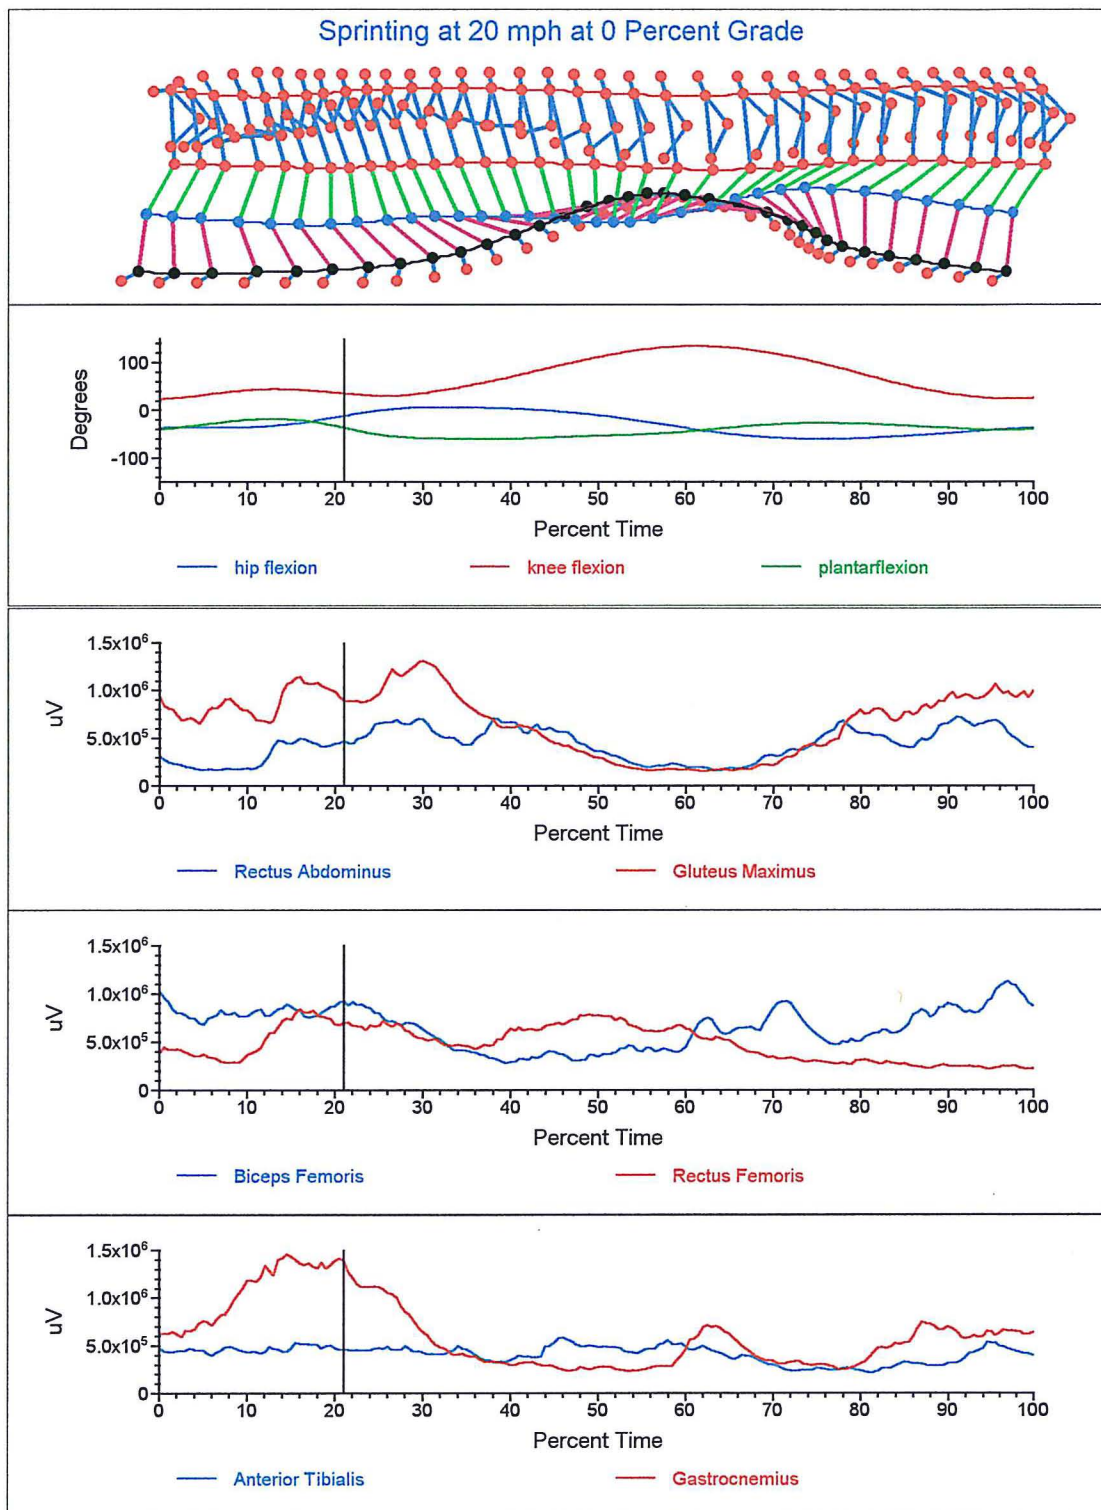 Sprinting at 20 mph at 0 Percent Grade
Degrees
100
0
-100
0 10 20 30 40 50 60 70 80 90 100
Percent Time
hip flexion knee flexion plantarflexion
uV
1.5x10⁶
1.0x10⁶
5.0x10⁵
0
0 10 20 30 40 50 60 70 80 90 100
Percent Time
Rectus Abdominus Gluteus Maximus
uV
1.5x10⁶
1.0x10⁶
5.0x10⁵
0
0 10 20 30 40 50 60 70 80 90 100
Percent Time
Biceps Femoris Rectus Femoris
uV
1.5x10⁶
1.0x10⁶
5.0x10⁵
0
0 10 20 30 40 50 60 70 80 90 100
Percent Time
Anterior Tibialis Gastrocnemius